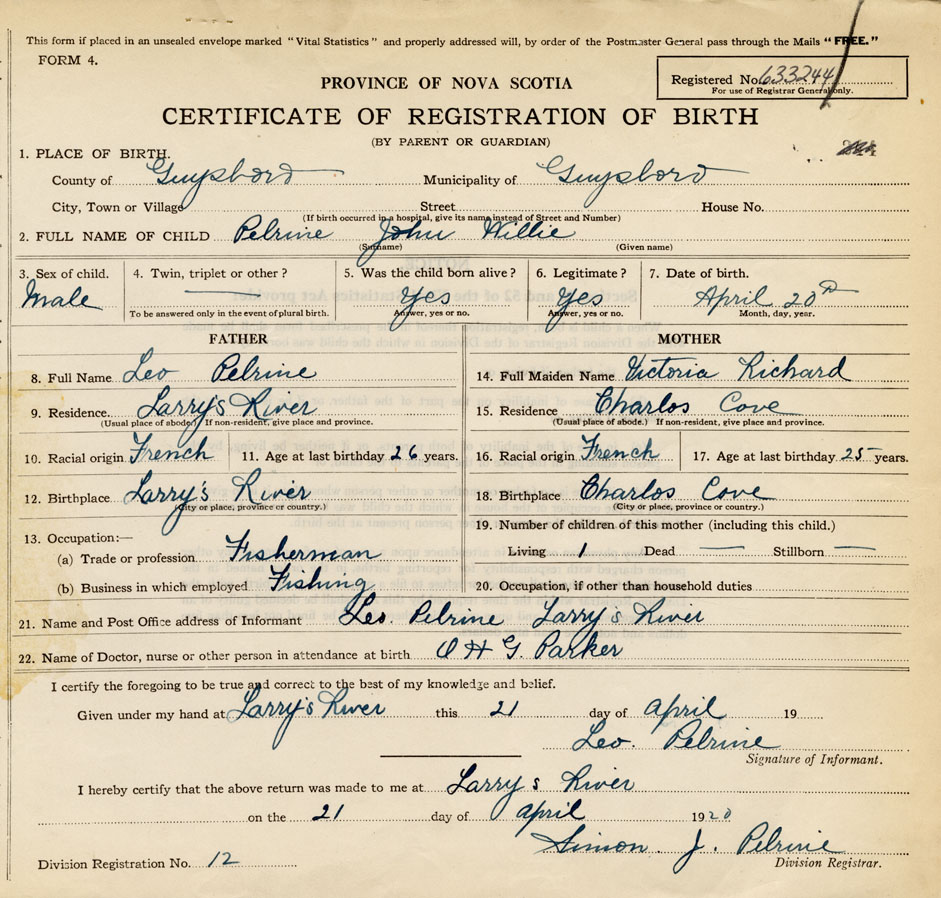 This form if placed in an unsealed envelope marked "Vital Statistics" and properly addressed will, by order of the Postmaster General pass through the Mails "FREE."
FORM 4.
Registered No. 633244
For use of Registrar General only.
PROVINCE OF NOVA SCOTIA
CERTIFICATE OF REGISTRATION OF BIRTH
(BY PARENT OR GUARDIAN)
1. PLACE OF BIRTH.
County of Guysboro Municipality of Guysboro
City, Town or Village Street House No.
(If birth occurred in a hospital, give its name instead of Street and Number)
2. FULL NAME OF CHILD Pelrine John Willie
(Surname) (Given name)
3. Sex of child. 4. Twin, triplet or other? 5. Was the child born alive? 6. Legitimate? 7. Date of birth.
Male — Yes Yes April 20th
To be answered only in the event of plural birth. Answer, yes or no. Answer, yes or no. Month, day, year.
FATHER MOTHER
8. Full Name Leo Pelrine 14. Full Maiden Name Victoria Richard
9. Residence Larry's River 15. Residence Charlos Cove
(Usual place of abode) If non-resident, give place and province. (Usual place of abode.) If non-resident, give place and province.
10. Racial origin French 11. Age at last birthday 26 years. 16. Racial origin French 17. Age at last birthday 25 years.
12. Birthplace Larry's River 18. Birthplace Charlos Cove
(City or place, province or country.) (City or place, province or country)
13. Occupation:— 19. Number of children of this mother (including this child.)
(a) Trade or profession Fisherman Living 1 Dead — Stillborn —
(b) Business in which employed Fishing 20. Occupation, if other than household duties
21. Name and Post Office address of Informant Leo. Pelrine Larry's River
22. Name of Doctor, nurse or other person in attendance at birth O H G. Parker
I certify the foregoing to be true and correct to the best of my knowledge and belief.
Given under my hand at Larry's River this 21 day of April 19
Leo. Pelrine
Signature of Informant.
I hereby certify that the above return was made to me at Larry's River
on the 21 day of April 1920
Simon J. Pelrine
Division Registration No. 12 Division Registrar.